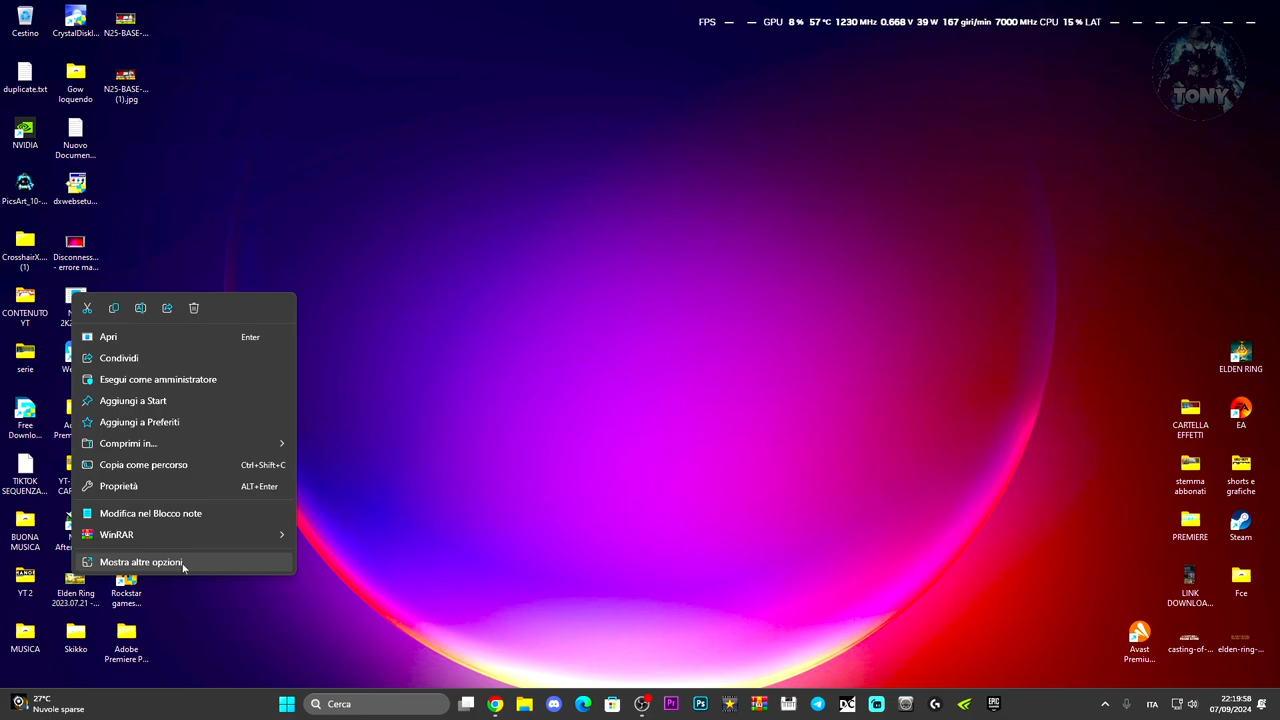 FPS — — GPU 8 % 57 °C 1230 MHz 0.668 V 39 W 167 giri/min 7000 MHz CPU 15 % LAT — — — — — — —
TONY
Cestino
CrystalDiskI...
N25-BASE-...
duplicate.txt
Gow
loquendo
N25-BASE-...
(1).jpg
NVIDIA
Nuovo
Documen...
PicsArt_10-...
dxwebsetu...
CrosshairX...
(1)
Disconness...
- errore ma...
CONTENUTO
YT
N
2K2
serie
We
Free
Downlo...
Ad
Premie
TIKTOK
SEQUENZA...
YT-
CAR
BUONA
MUSICA
After
YT 2
Elden Ring
2023.07.21 -...
Rockstar
games...
MUSICA
Skikko
Adobe
Premiere P...
Apri Enter
Condividi
Esegui come amministratore
Aggiungi a Start
Aggiungi a Preferiti
Comprimi in...
Copia come percorso Ctrl+Shift+C
Proprietà ALT+Enter
Modifica nel Blocco note
WinRAR
Mostra altre opzioni
ELDEN RING
CARTELLA
EFFETTI
EA
stemma
abbonati
shorts e
grafiche
PREMIERE
Steam
LINK
DOWNLOA...
Fce
Avast
Premiu...
casting-of-...
elden-ring-...
27°C
Nuvole sparse
Cerca
ITA
22:19:58
07/09/2024